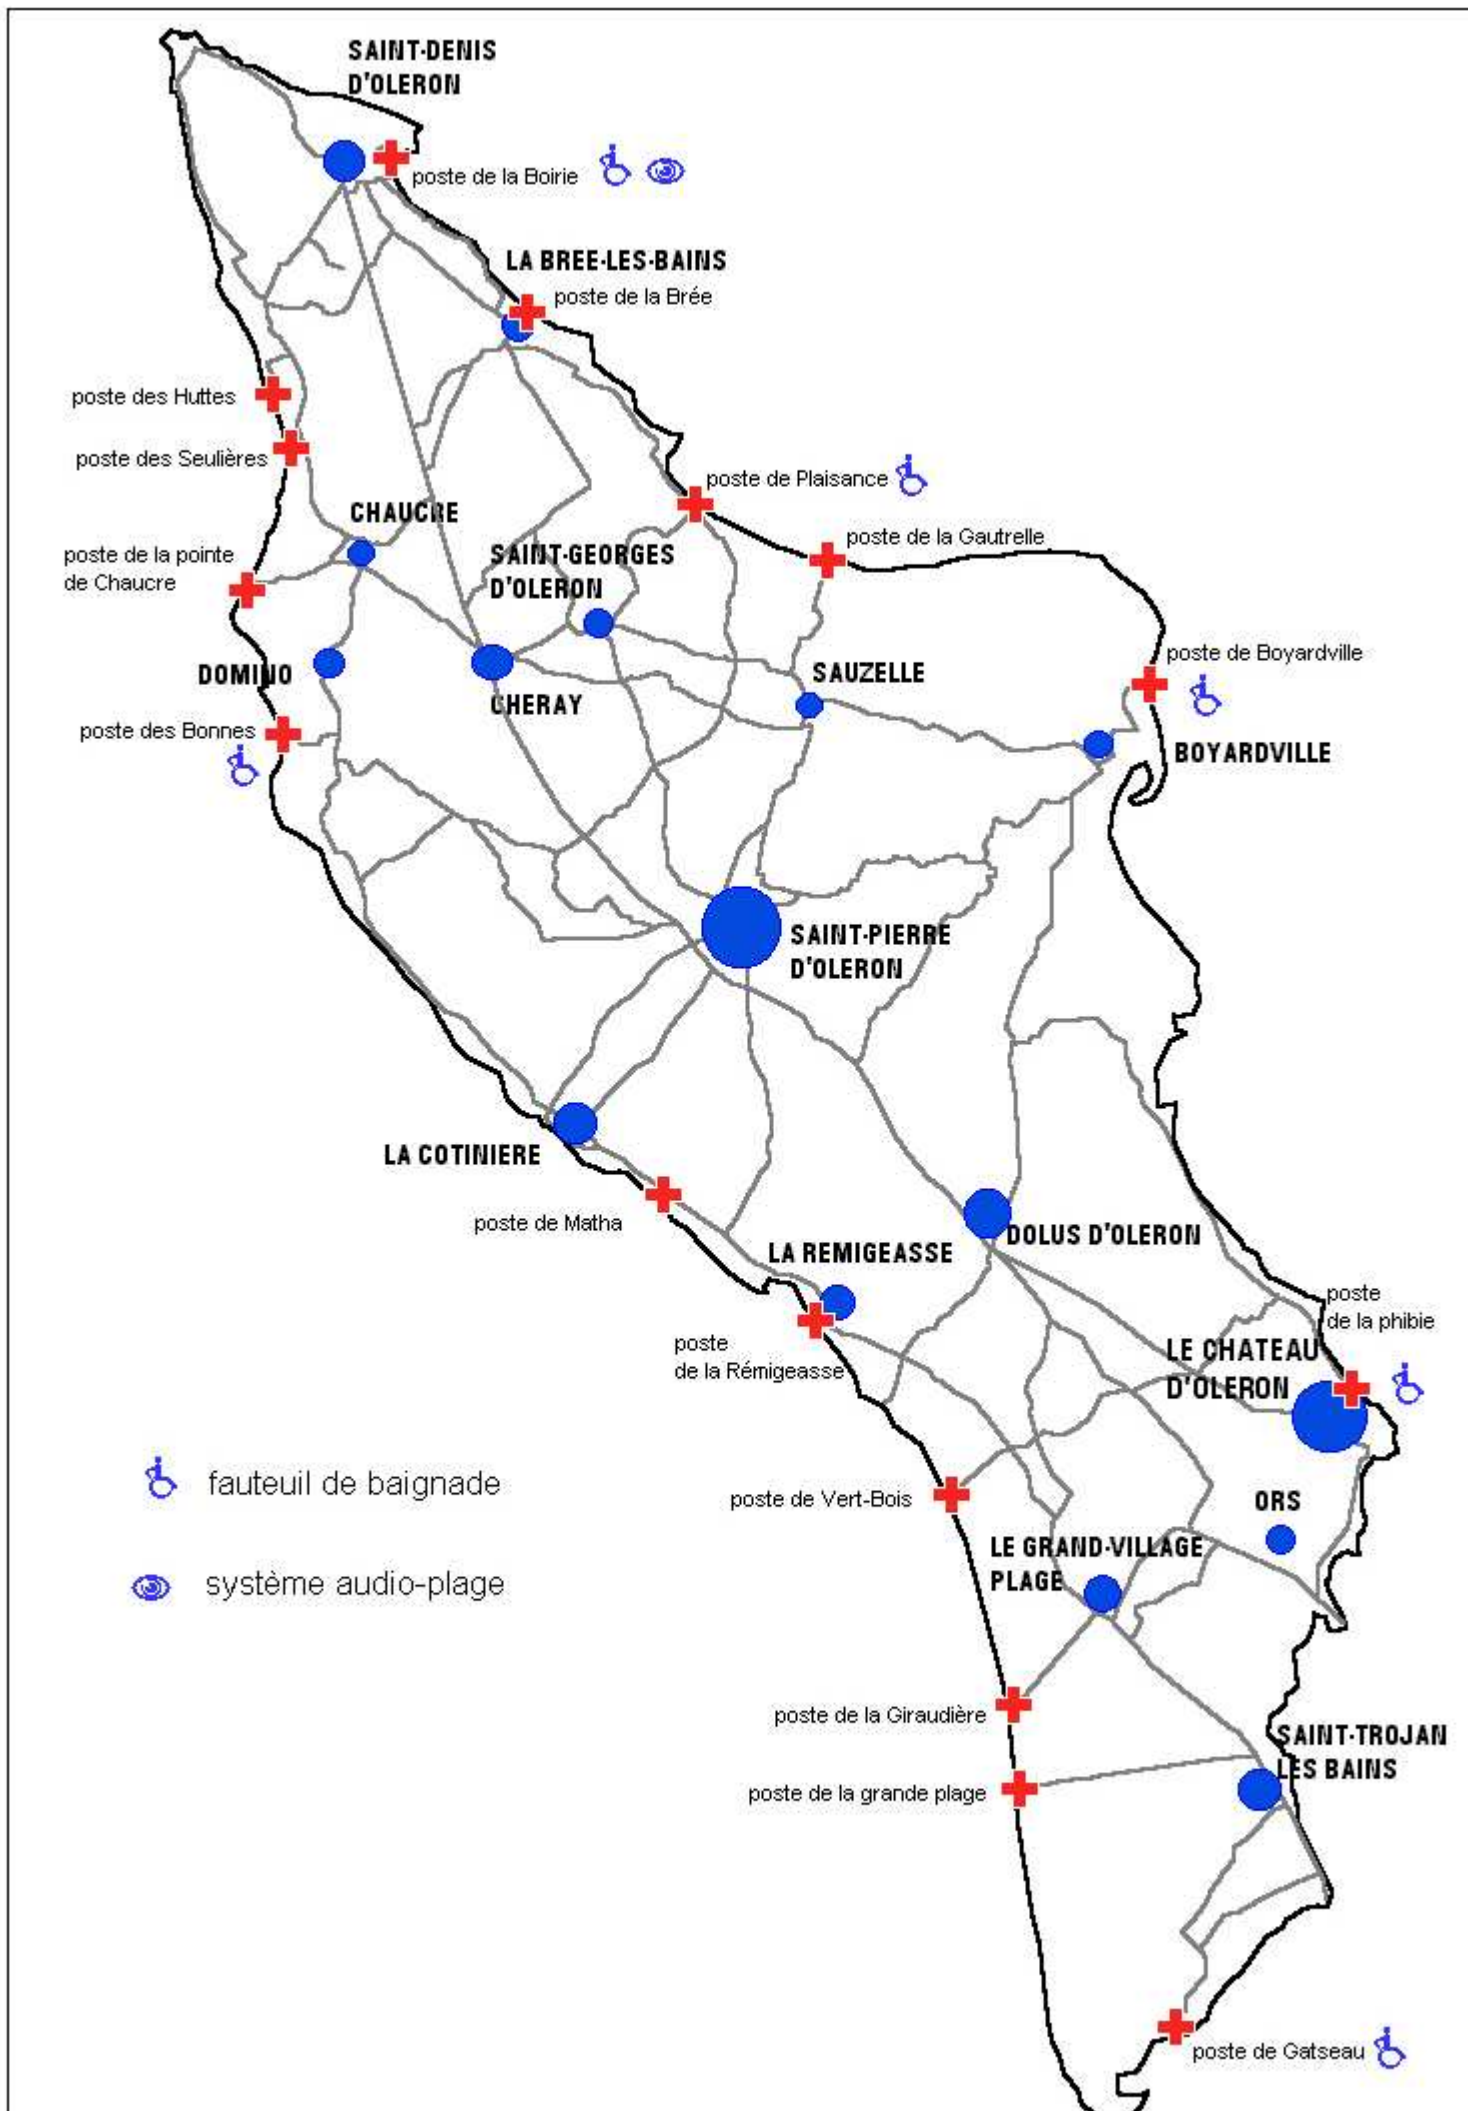 SAINT-DENIS
D'OLERON
poste de la Boirie
LA BREE-LES-BAINS
poste de la Brée
poste des Huttes
poste des Seulières
poste de Plaisance
CHAUCRE
poste de la Gautrelle
poste de la pointe
de Chaucre
SAINT-GEORGES
D'OLERON
poste de Boyardville
DOMINO
SAUZELLE
CHERAY
poste des Bonnes
BOYARDVILLE
SAINT-PIERRE
D'OLERON
LA COTINIERE
poste de Matha
DOLUS D'OLERON
LA REMIGEASSE
poste
de la phibie
poste
de la Rémigeasse
LE CHATEAU
D'OLERON
fauteuil de baignade
poste de Vert-Bois
ORS
LE GRAND-VILLAGE
PLAGE
système audio-plage
poste de la Giraudière
SAINT-TROJAN
LES BAINS
poste de la grande plage
poste de Gatseau